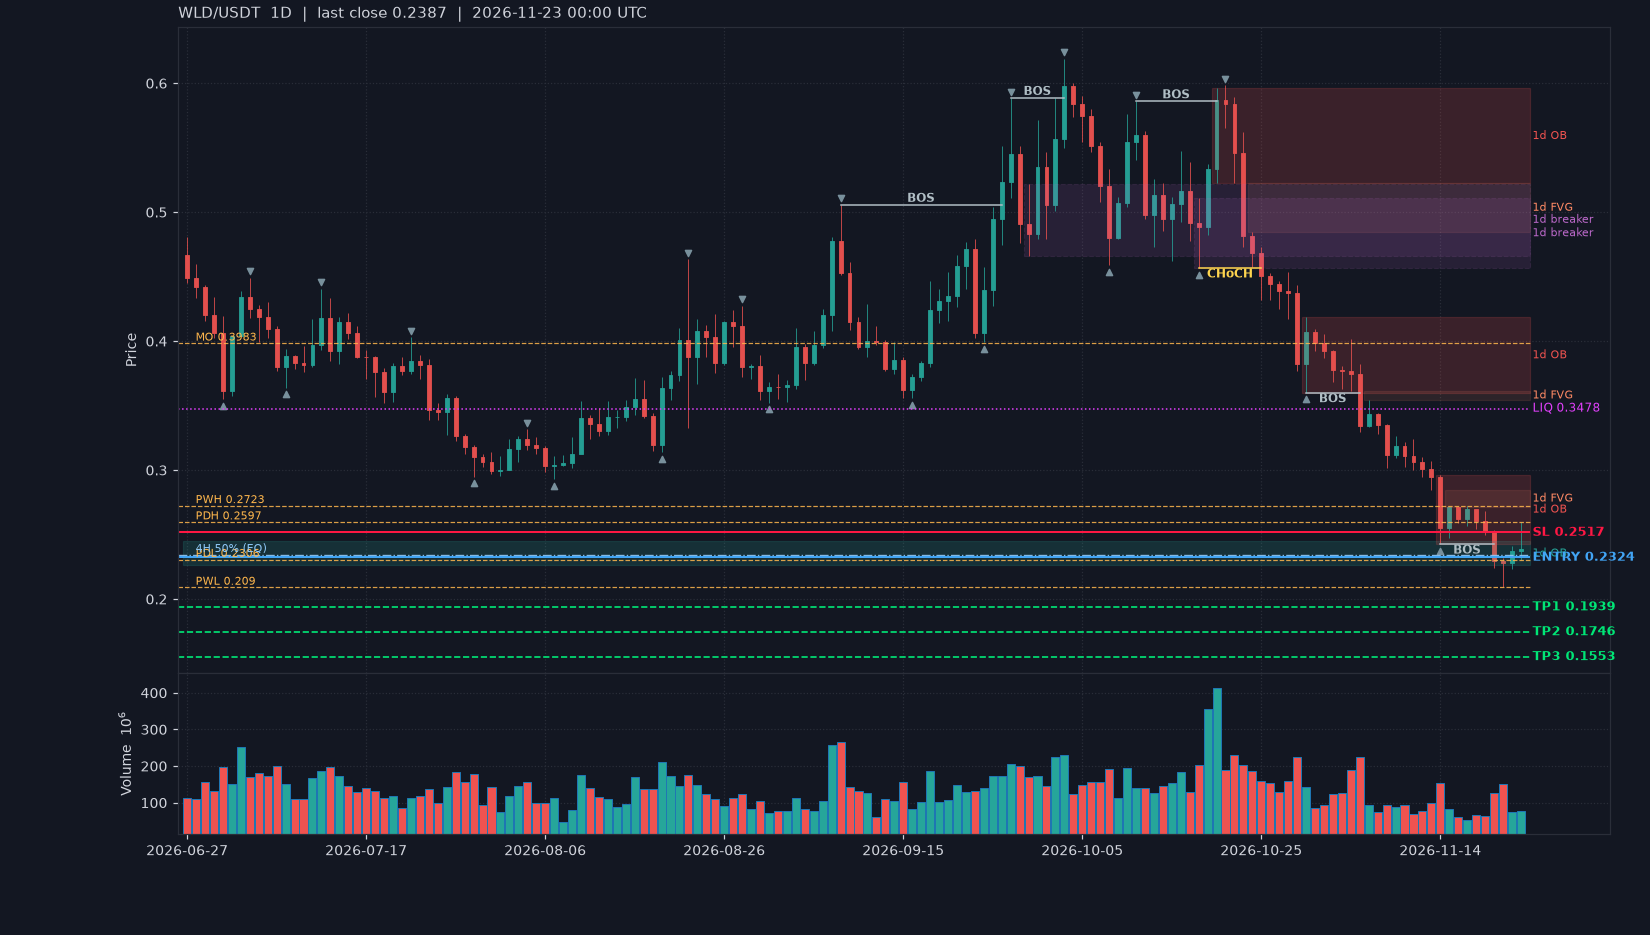 WLD/USDT 1D | last close 0.2387 | 2026-11-23 00:00 UTC
Price
0.6
0.5
0.4
0.3
0.2
BOS
BOS
BOS
CHoCH
BOS
BOS
1d OB
1d FVG
1d breaker
1d breaker
MO 0.3983
1d OB
1d FVG
LIQ 0.3478
PWH 0.2723
1d FVG
1d OB
PDH 0.2597
SL 0.2517
4H 50% (EQ)
1d OB
ENTRY 0.2324
PWL 0.209
TP1 0.1939
TP2 0.1746
TP3 0.1553
Volume 10⁶
400
300
200
100
2026-06-27
2026-07-17
2026-08-06
2026-08-26
2026-09-15
2026-10-05
2026-10-25
2026-11-14